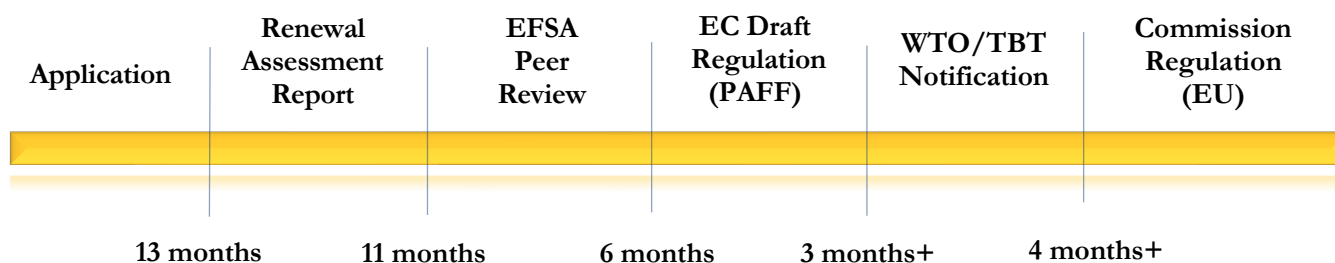 Application
Renewal
Assessment
Report
EFSA
Peer
Review
EC Draft
Regulation
(PAFF)
WTO/TBT
Notification
Commission
Regulation
(EU)
13 months
11 months
6 months
3 months+
4 months+